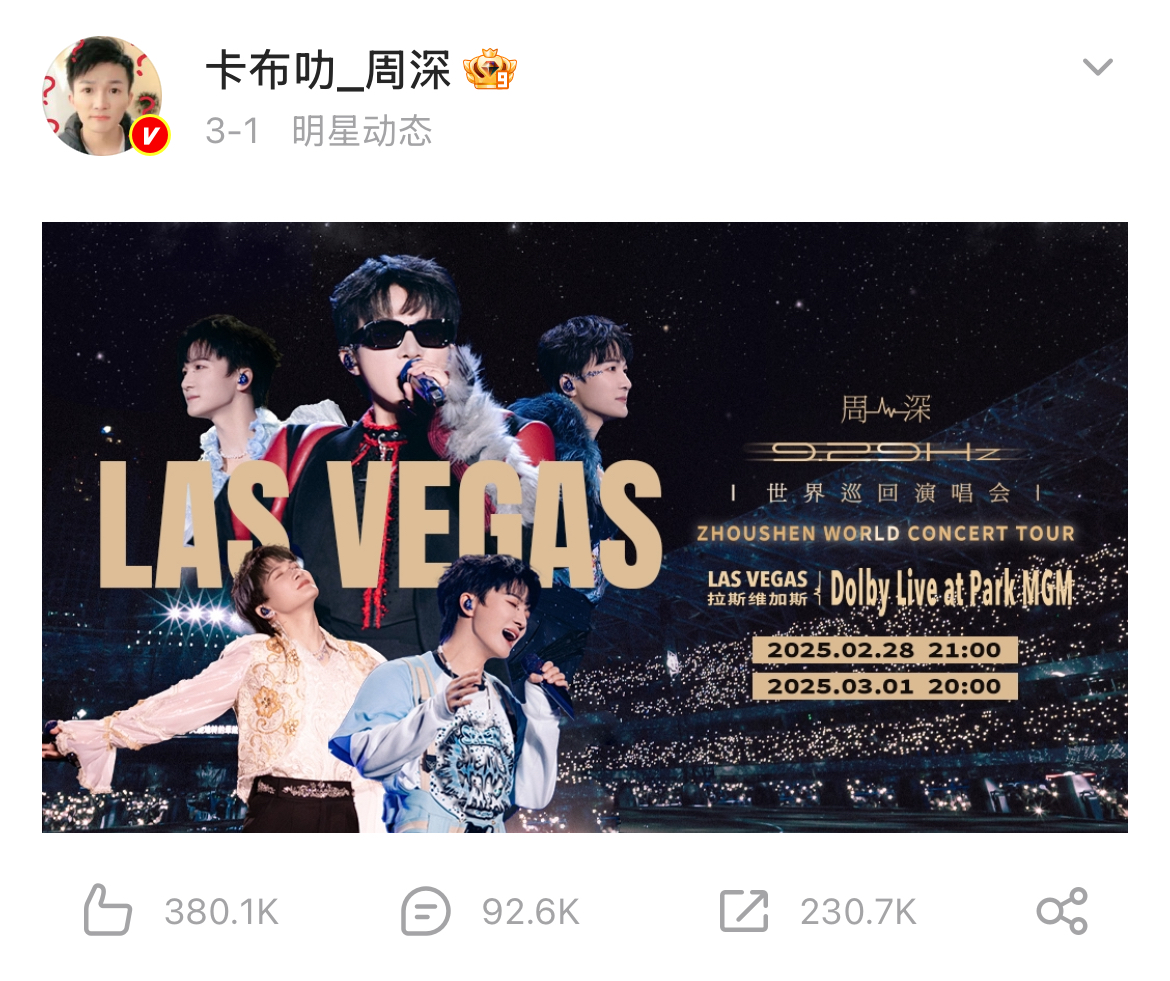 卡布叻_周深
9
3-1 明星动态
LAS VEGAS
周深
9.29Hz
世界巡回演唱会
ZHOUSHEN WORLD CONCERT TOUR
LAS VEGAS
拉斯维加斯
Dolby Live at Park MGM
2025.02.28 21:00
2025.03.01 20:00
380.1K
92.6K
230.7K